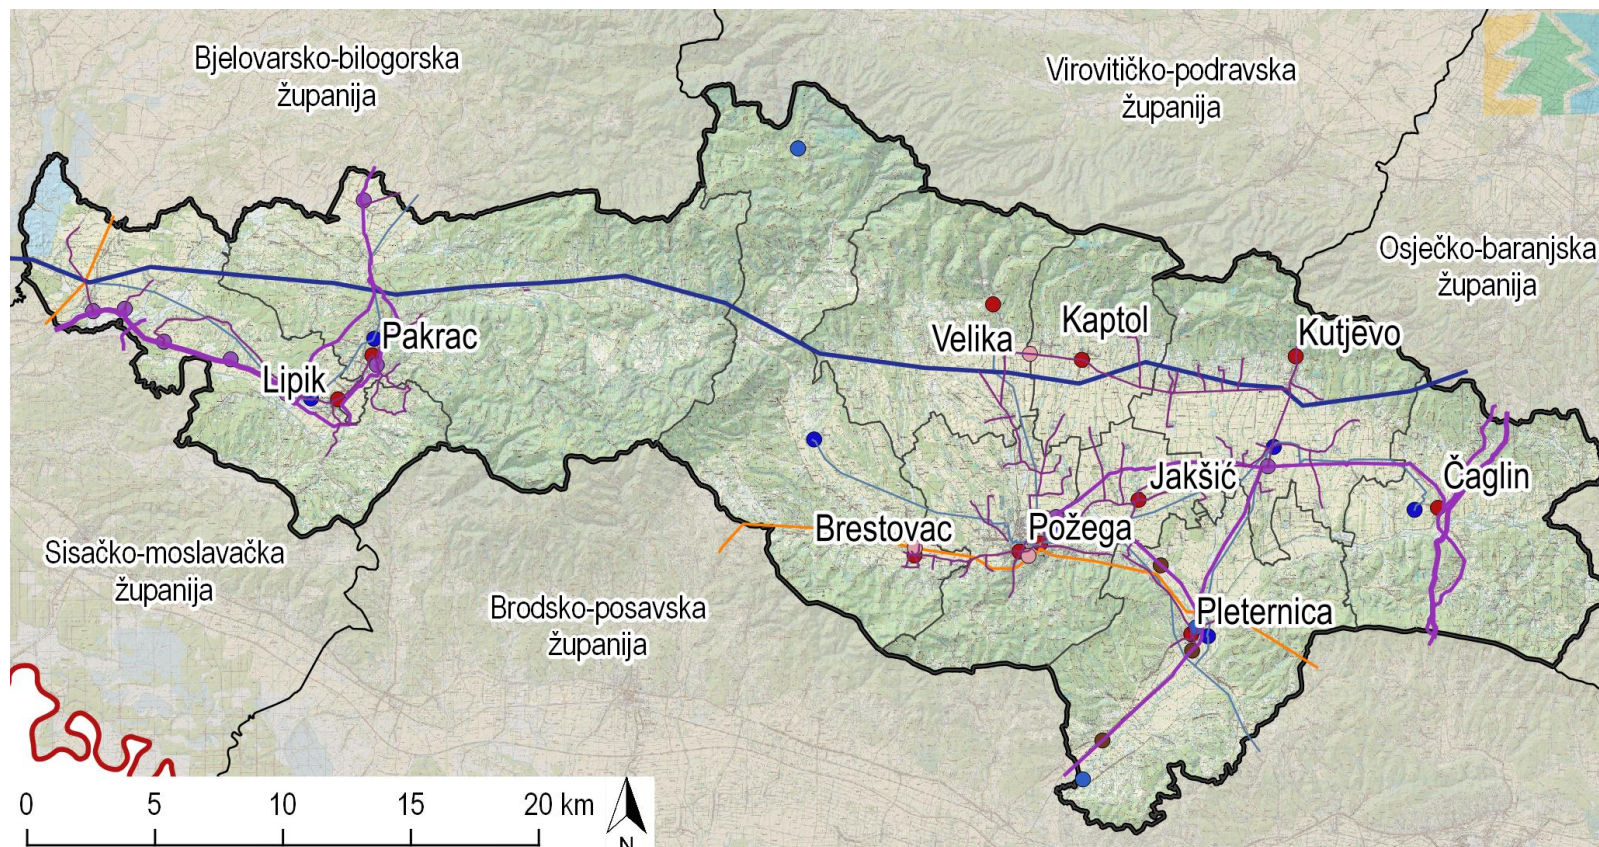 Bjelovarsko-bilogorska
županija
Virovitičko-podravska
županija
Osječko-baranjska
županija
Pakrac
Lipik
Velika
Kaptol
Kutjevo
Jakšić
Čaglin
Brestovac
Požega
Pleternica
Sisačko-moslavačka
županija
Brodsko-posavska
županija
0 5 10 15 20 km
N